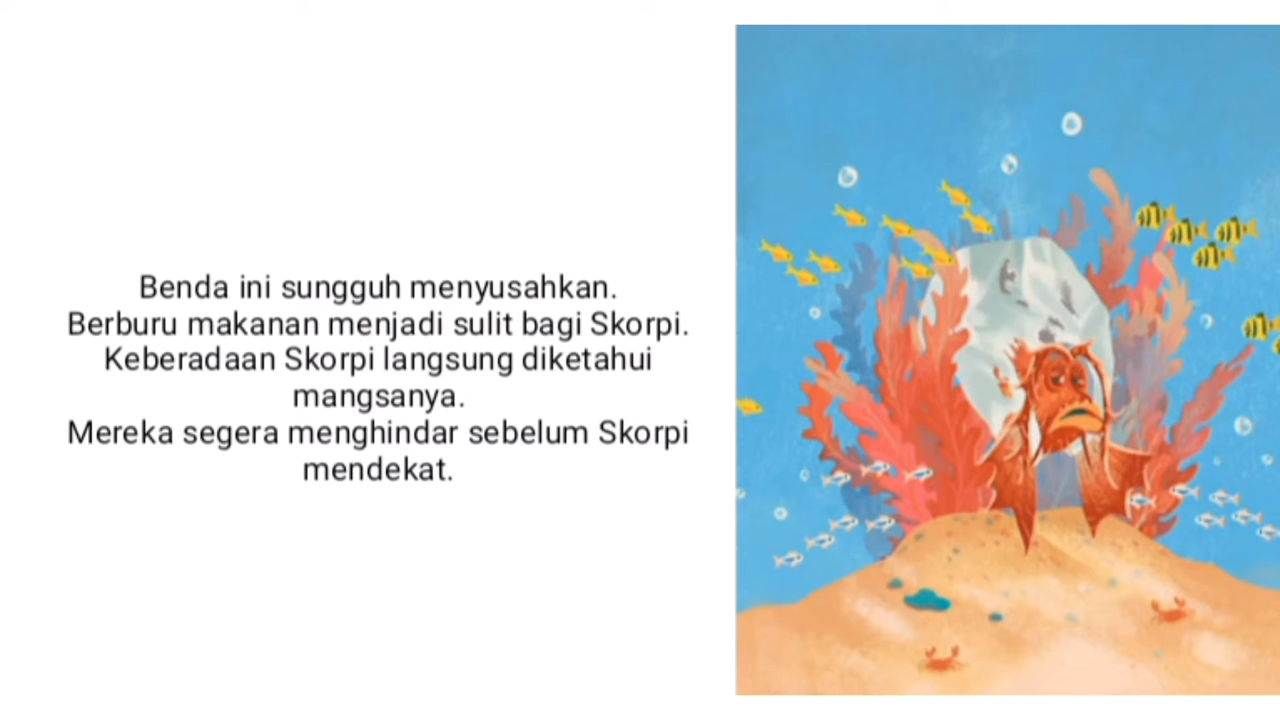 Benda ini sungguh menyusahkan.
Berburu makanan menjadi sulit bagi Skorpi.
Keberadaan Skorpi langsung diketahui
mangsanya.
Mereka segera menghindar sebelum Skorpi
mendekat.